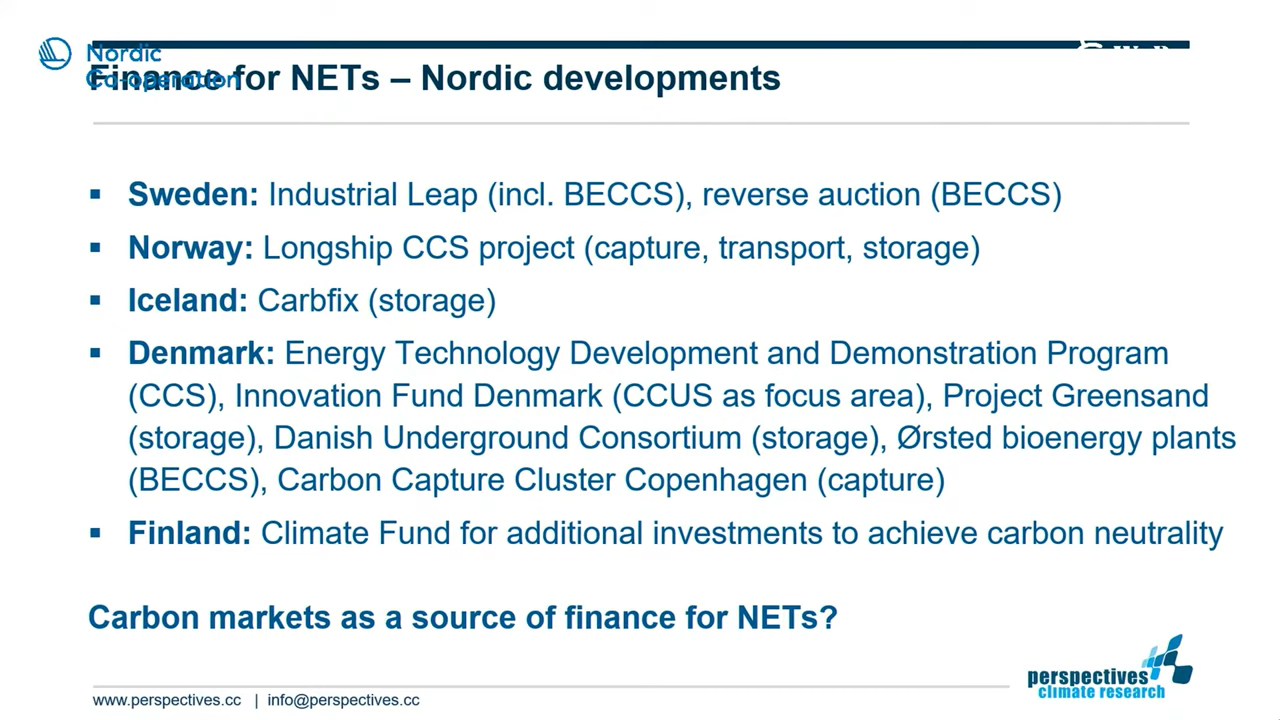 Nordic
Co-operation
Finance for NETs – Nordic developments
▪ Sweden: Industrial Leap (incl. BECCS), reverse auction (BECCS)
▪ Norway: Longship CCS project (capture, transport, storage)
▪ Iceland: Carbfix (storage)
▪ Denmark: Energy Technology Development and Demonstration Program
(CCS), Innovation Fund Denmark (CCUS as focus area), Project Greensand
(storage), Danish Underground Consortium (storage), Ørsted bioenergy plants
(BECCS), Carbon Capture Cluster Copenhagen (capture)
▪ Finland: Climate Fund for additional investments to achieve carbon neutrality
Carbon markets as a source of finance for NETs?
perspectives
climate research
www.perspectives.cc | info@perspectives.cc